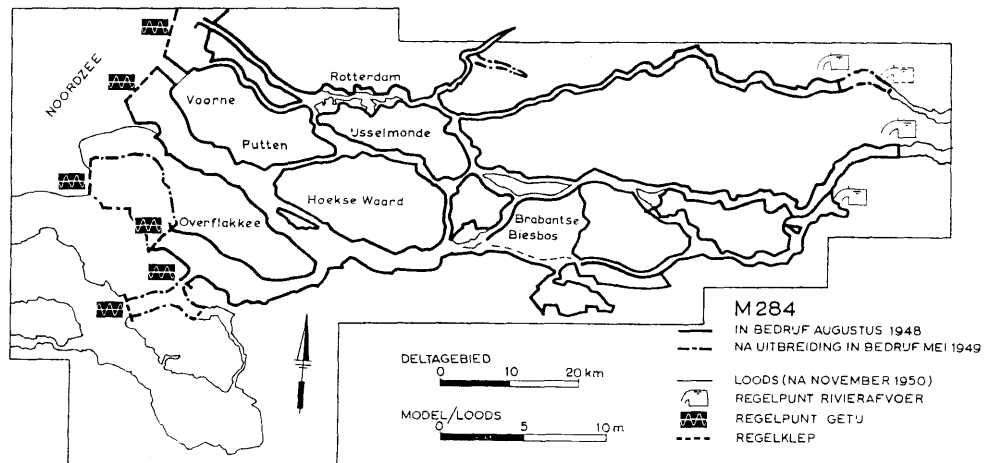 NOORDZEE
Rotterdam
Voorne
Putten
IJsselmonde
Hoekse Waard
Overflakkee
Brabantse
Biesbos
M 284
IN BEDRIJF AUGUSTUS 1948
NA UITBREIDING IN BEDRIJF MEI 1949
LOODS (NA NOVEMBER 1950)
REGELPUNT RIVIERAFVOER
REGELPUNT GETIJ
REGELKLEP
DELTAGEBIED
0 10 20 km
MODEL/LOODS
0 5 10 m